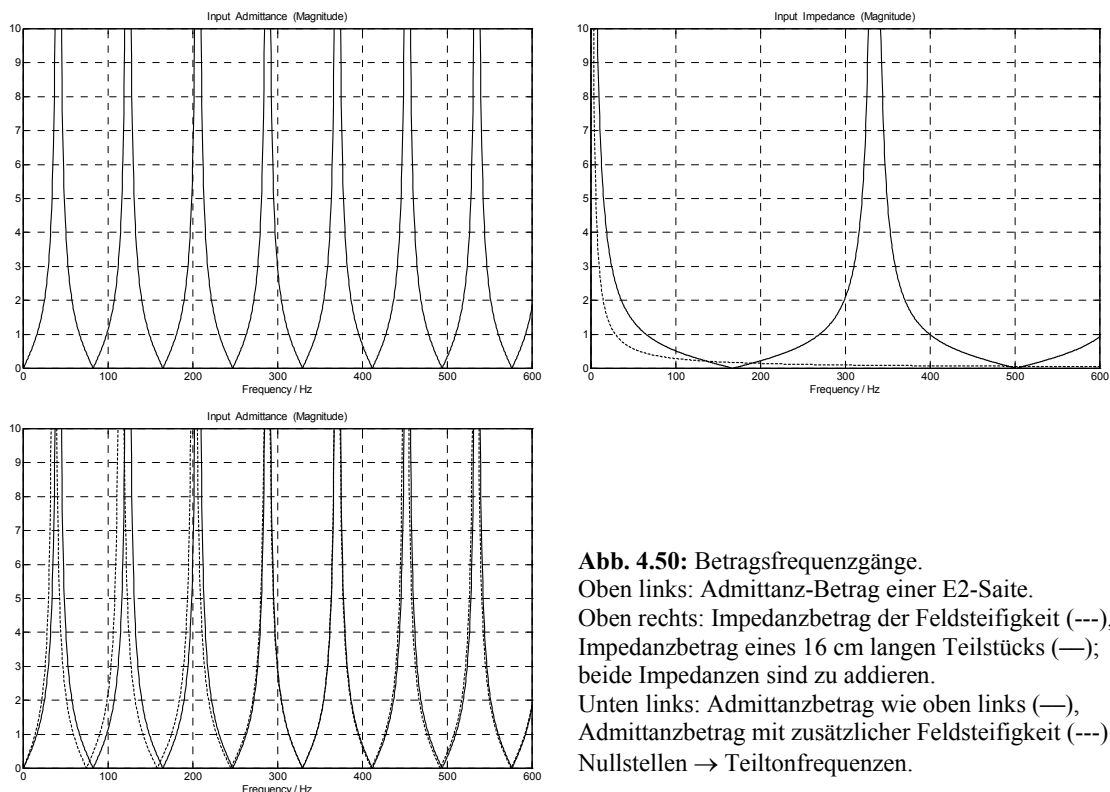 Input Admittance (Magnitude)
10
9
8
7
6
5
4
3
2
1
0
0 100 200 300 400 500 600
Frequency / Hz
Input Impedance (Magnitude)
10
9
8
7
6
5
4
3
2
1
0
0 100 200 300 400 500 600
Frequency / Hz
Input Admittance (Magnitude)
10
9
8
7
6
5
4
3
2
1
0
0 100 200 300 400 500 600
Frequency / Hz
Abb. 4.50: Betragsfrequenzgänge.
Oben links: Admittanz-Betrag einer E2-Saite.
Oben rechts: Impedanzbetrag der Feldsteifigkeit (---),
Impedanzbetrag eines 16 cm langen Teilstücks (—);
beide Impedanzen sind zu addieren.
Unten links: Admittanzbetrag wie oben links (—),
Admittanzbetrag mit zusätzlicher Feldsteifigkeit (---)
Nullstellen → Teiltonfrequenzen.